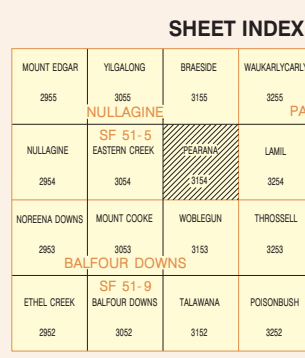 SHEET INDEX
MOUNT EDGAR YILGALONG BRAESIDE WAUKARLYCARLY
2955 3055 3155 3255
NULLAGINE PA
SF 51-5
NULLAGINE EASTERN CREEK PEARANA LAMIL
2954 3054 3154 3254
NOREENA DOWNS MOUNT COOKE WOBLEGUN THROSSELL
2953 3053 3153 3253
BALFOUR DOWNS
SF 51-9
ETHEL CREEK BALFOUR DOWNS TALAWANA POISONBUSH
2952 3052 3152 3252